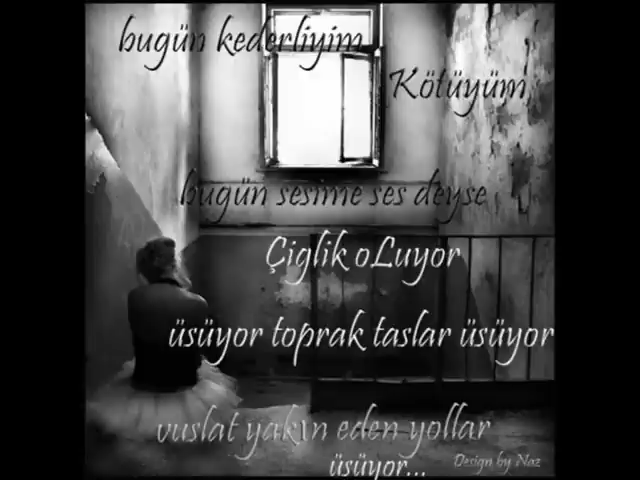 bugün kederliyim
Kötüyüm
bugün sesime ses deyse
Çiglik oLuyor
üsüyor toprak taslar üsüyor
vuslat yakın eden yollar
üsüyor...
Design by Naz